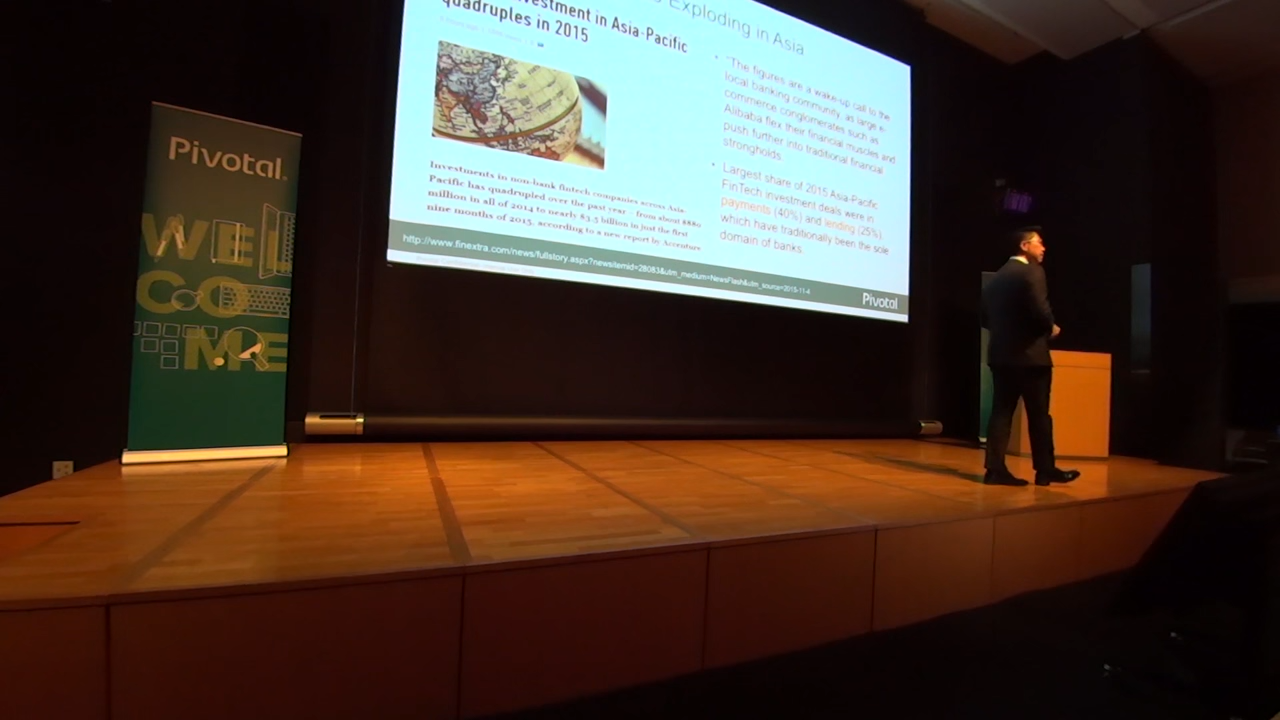 Pivotal.
WEL
CO
ME
Exploding in Asia
vestment in Asia-Pacific
quadruples in 2015
Investments in non-bank fintech companies across Asia-
Pacific has quadrupled over the past year - from about $880
million in all of 2014 to nearly $3.5 billion in just the first
nine months of 2015, according to a new report by Accenture
• "The figures are a wake-up call to the
local banking community, as large e-
commerce conglomerates such as
Alibaba flex their financial muscles and
push further into traditional financial
strongholds.
• Largest share of 2015 Asia-Pacific
FinTech investment deals were in
payments (40%) and lending (25%),
which have traditionally been the sole
domain of banks.
http://www.finextra.com/news/fullstory.aspx?newsitemid=28083&utm_medium=NewsFlash&utm_source=2015-11-4
Pivotal